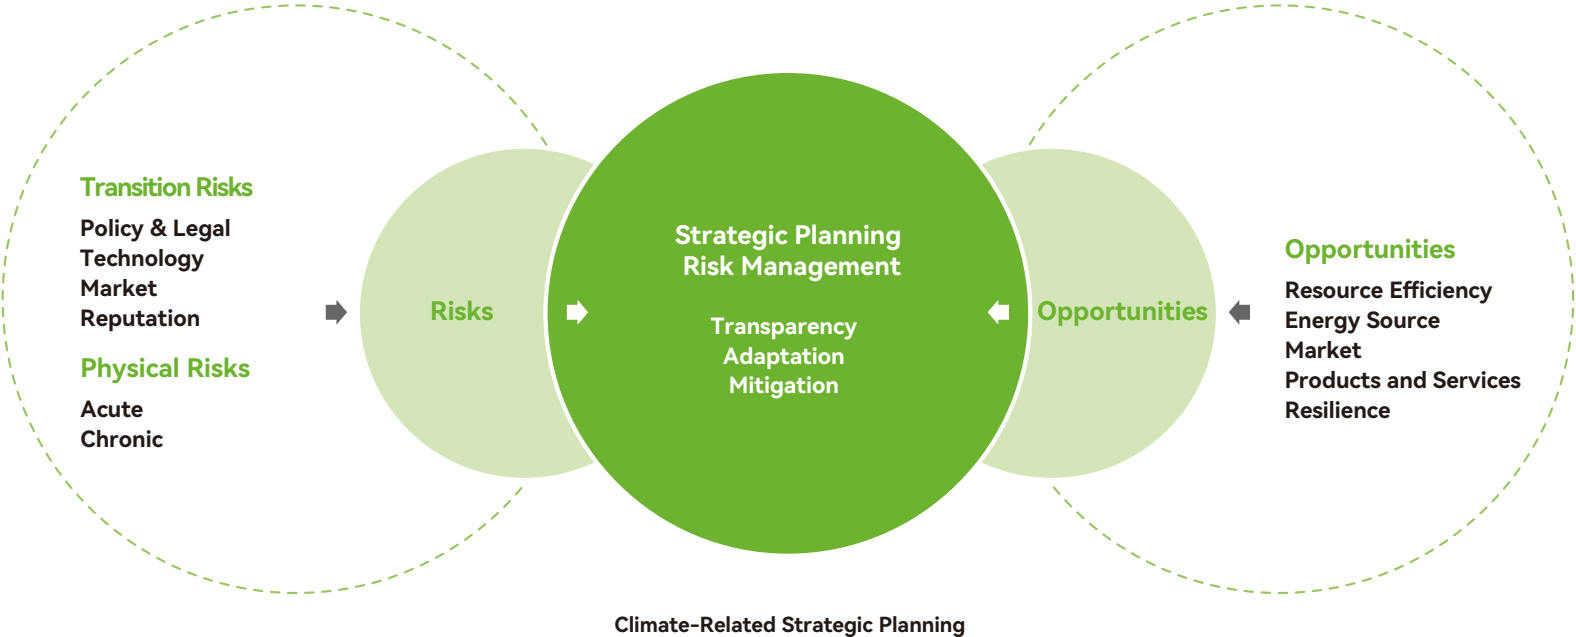 Transition Risks
Policy & Legal
Technology
Market
Reputation
Physical Risks
Acute
Chronic
Risks
Strategic Planning
Risk Management
Transparency
Adaptation
Mitigation
Opportunities
Opportunities
Resource Efficiency
Energy Source
Market
Products and Services
Resilience
Climate-Related Strategic Planning